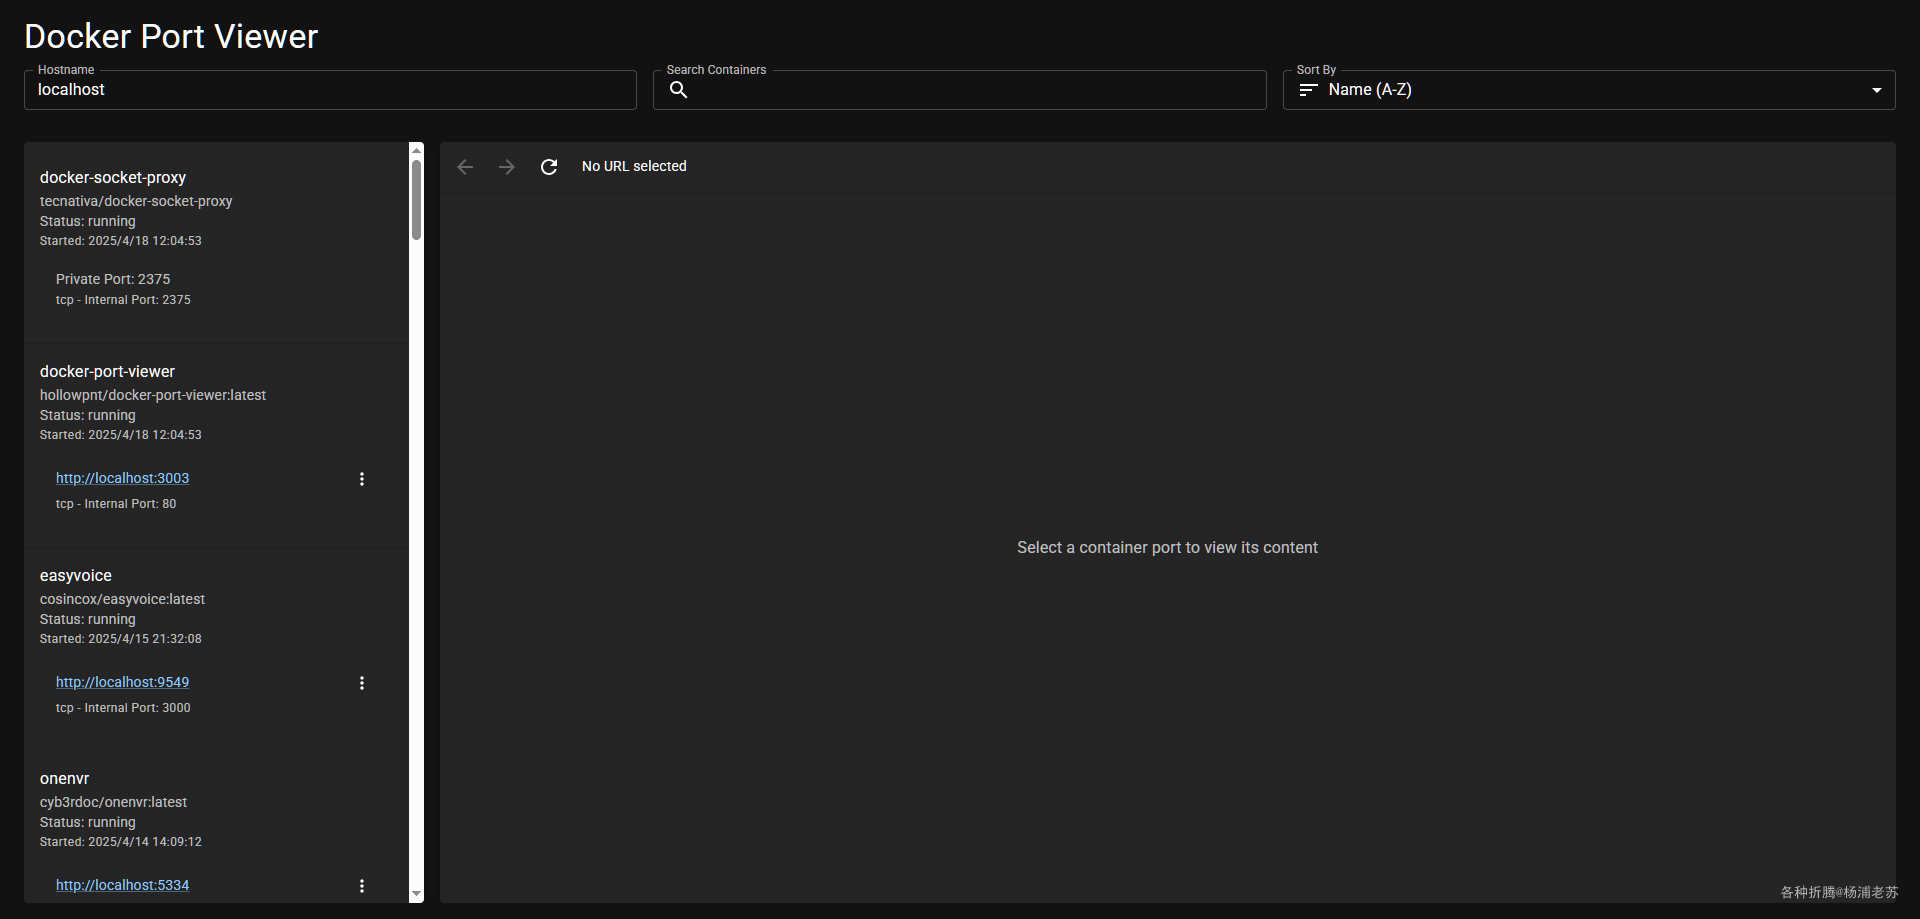 Docker Port Viewer
Hostname
localhost
Search Containers
Sort By
Name (A-Z)
docker-socket-proxy
tecnativa/docker-socket-proxy
Status: running
Started: 2025/4/18 12:04:53
Private Port: 2375
tcp - Internal Port: 2375
docker-port-viewer
hollowpnt/docker-port-viewer:latest
Status: running
Started: 2025/4/18 12:04:53
http://localhost:3003
tcp - Internal Port: 80
easyvoice
cosincox/easyvoice:latest
Status: running
Started: 2025/4/15 21:32:08
http://localhost:9549
tcp - Internal Port: 3000
onenvr
cyb3rdoc/onenvr:latest
Status: running
Started: 2025/4/14 14:09:12
http://localhost:5334
No URL selected
Select a container port to view its content
各种折腾@杨浦老苏